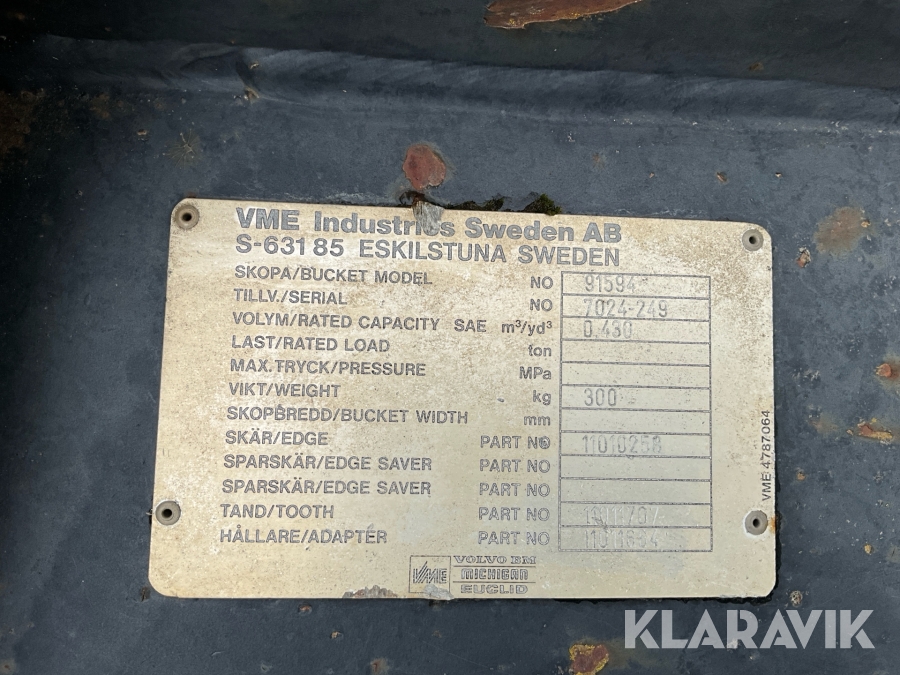 VME Industries Sweden AB
S-631 85 ESKILSTUNA SWEDEN
SKOPA/BUCKET MODEL NO 91594
TILLV./SERIAL NO 7024-249
VOLYM/RATED CAPACITY SAE m³/yd³ 0.430
LAST/RATED LOAD ton
MAX. TRYCK/PRESSURE MPa
VIKT/WEIGHT kg 300
SKOPBREDD/BUCKET WIDTH mm
SKÄR/EDGE PART NO 11010258
SPARSKÄR/EDGE SAVER PART NO
SPARSKÄR/EDGE SAVER PART NO
TAND/TOOTH PART NO
HÅLLARE/ADAPTER PART NO
VME 4787064
VME VOLVO BM
MICHIGAN
EUCLID
KLARAVIK